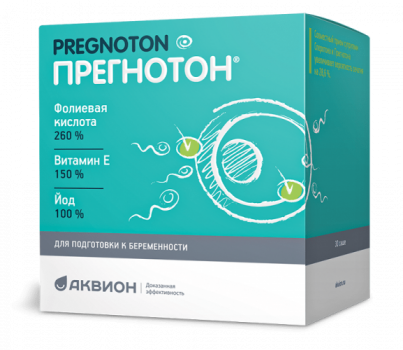 PREGNOTON
ПРЕГНОТОН®
Фолиевая
кислота
260 %
Витамин Е
150 %
Йод
100 %
ДЛЯ ПОДГОТОВКИ К БЕРЕМЕННОСТИ
АКВИОН
Доказанная
эффективность